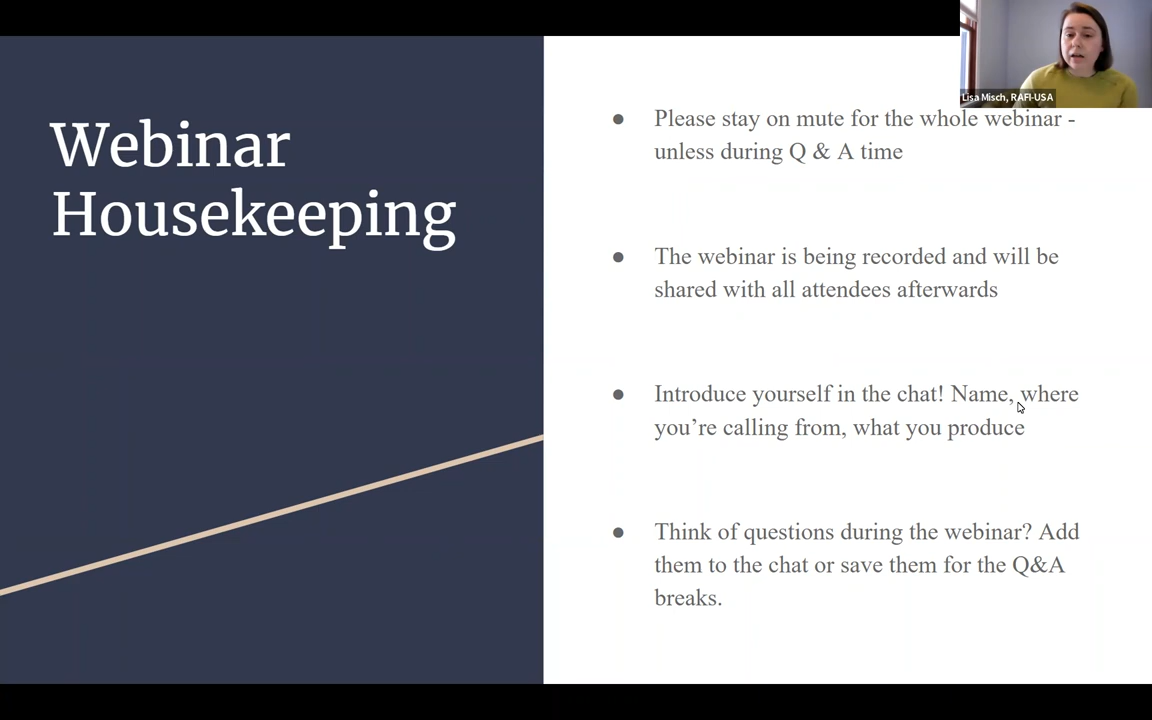 Webinar
Housekeeping
Lisa Misch, RAFI-USA
● Please stay on mute for the whole webinar -
unless during Q & A time
● The webinar is being recorded and will be
shared with all attendees afterwards
● Introduce yourself in the chat! Name, where
you’re calling from, what you produce
● Think of questions during the webinar? Add
them to the chat or save them for the Q&A
breaks.